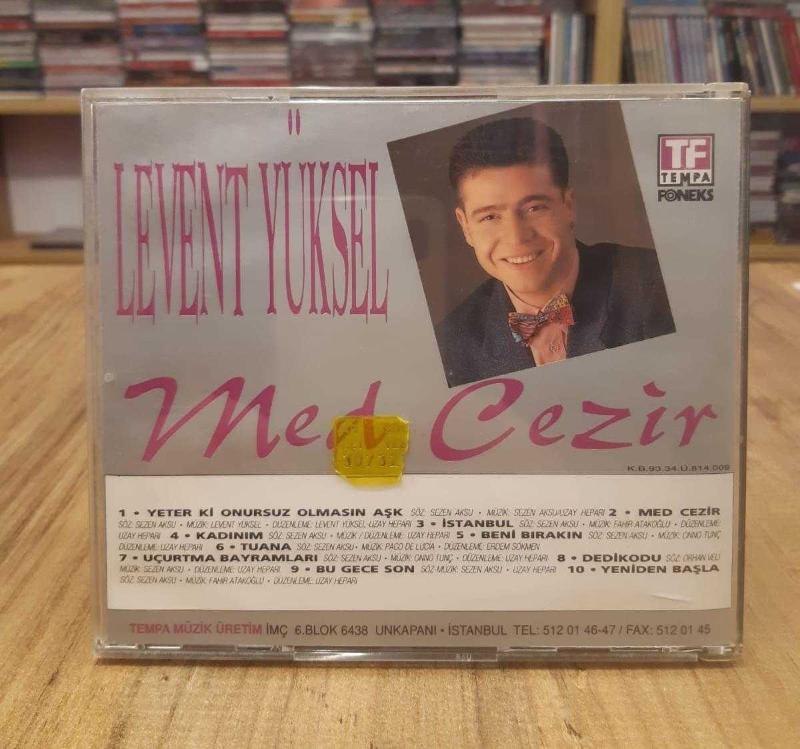 LEVENT YÜKSEL
TF
TEMPA
FONEKS
Med Cezir
K.B.93.34.Ü.814.009
1 • YETER Kİ ONURSUZ OLMASIN AŞK SÖZ: SEZEN AKSU • MÜZİK: SEZEN AKSU/UZAY HEPARI 2 • MED CEZİR
SÖZ: SEZEN AKSU • MÜZİK: LEVENT YÜKSEL • DÜZENLEME: LEVENT YÜKSEL-UZAY HEPARI 3 • İSTANBUL SÖZ: SEZEN AKSU • MÜZİK: FAHİR ATAKOĞLU • DÜZENLEME:
UZAY HEPARI 4 • KADINIM SÖZ: SEZEN AKSU • MÜZİK / DÜZENLEME: UZAY HEPARI 5 • BENİ BIRAKIN SÖZ: SEZEN AKSU • MÜZİK: ONNO TUNÇ
DÜZENLEME: UZAY HEPARI 6 • TUANA SÖZ: SEZEN AKSU • MÜZİK: PACO DE LUCIA • DÜZENLEME: ERDEM SÖKMEN
7 • UÇURTMA BAYRAMLARI SÖZ: SEZEN AKSU • MÜZİK: ONNO TUNÇ • DÜZENLEME: UZAY HEPARI 8 • DEDİKODU SÖZ: ORHAN VELİ
MÜZİK: SEZEN AKSU • DÜZENLEME: UZAY HEPARI 9 • BU GECE SON SÖZ-MÜZİK: SEZEN AKSU • UZAY HEPARI 10 • YENİDEN BAŞLA
SÖZ: SEZEN AKSU • MÜZİK: FAHİR ATAKOĞLU • DÜZENLEME: UZAY HEPARI
TEMPA MÜZİK ÜRETİM İMÇ 6.BLOK 6438 UNKAPANI • İSTANBUL TEL: 512 01 46-47 / FAX: 512 01 45